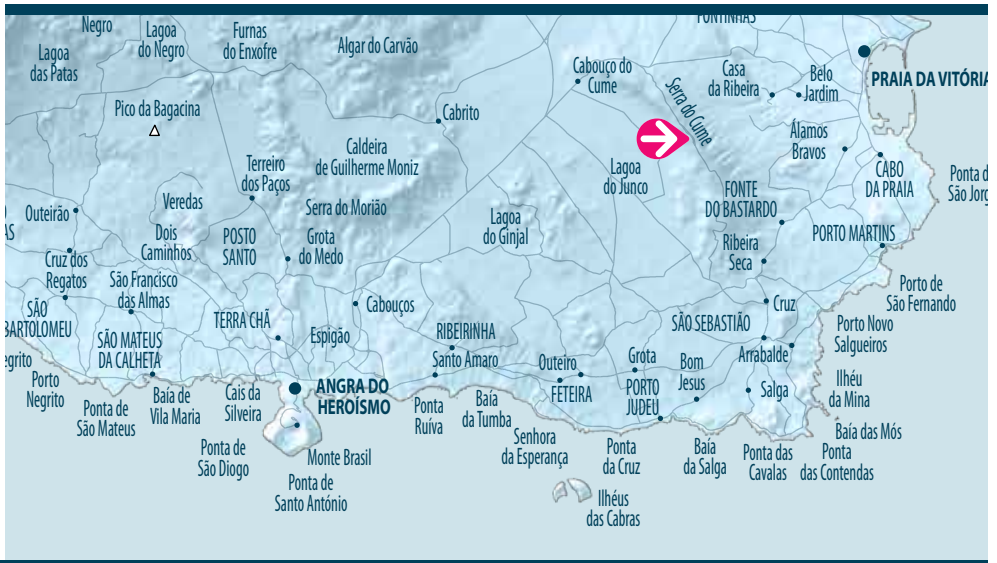 FONTINHAS
Negro
Lagoa
do Negro
Furnas
do Enxofre
Algar do Carvão
Lagoa
das Patas
Cabouço do
Cume
Casa
da Ribeira
Belo
Jardim
PRAIA DA VITÓRIA
Serra do Cume
Pico da Bagacina
Cabrito
Álamos
Bravos
Caldeira
de Guilherme Moniz
Terreiro
dos Paços
Lagoa
do Junco
CABO
DA PRAIA
Ponta d
São Jorg
FONTE
DO BASTARDO
Veredas
Serra do Morião
Outeirão
AS
Lagoa
do Ginjal
Dois
Caminhos
POSTO
SANTO
Grota
do Medo
PORTO MARTINS
Ribeira
Seca
Cruz dos
Regatos
São Francisco
das Almas
Porto de
São Fernando
Cabouços
Cruz
SÃO
BARTOLOMEU
TERRA CHÃ
Espigão
RIBEIRINHA
SÃO SEBASTIÃO
Porto Novo
Salgueiros
SÃO MATEUS
DA CALHETA
Santo Amaro
Outeiro
Grota
Bom
Jesus
Arrabalde
egrito
Porto
Negrito
Baía de
Vila Maria
Cais da
Silveira
ANGRA DO
HEROÍSMO
FETEIRA
PORTO
JUDEU
Salga
Ilhéu
da Mina
Ponta de
São Mateus
Ponta
Ruíva
Baía
da Tumba
Baía das Mós
Ponta de
São Diogo
Monte Brasil
Senhora
da Esperança
Ponta
da Cruz
Baía
da Salga
Ponta das
Cavalas
Ponta
das Contendas
Ponta de
Santo António
Ilhéus
das Cabras